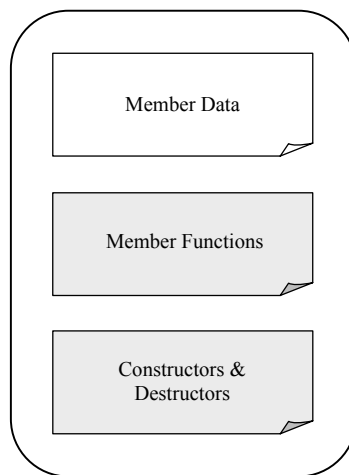 Member Data
Member Functions
Constructors &
Destructors